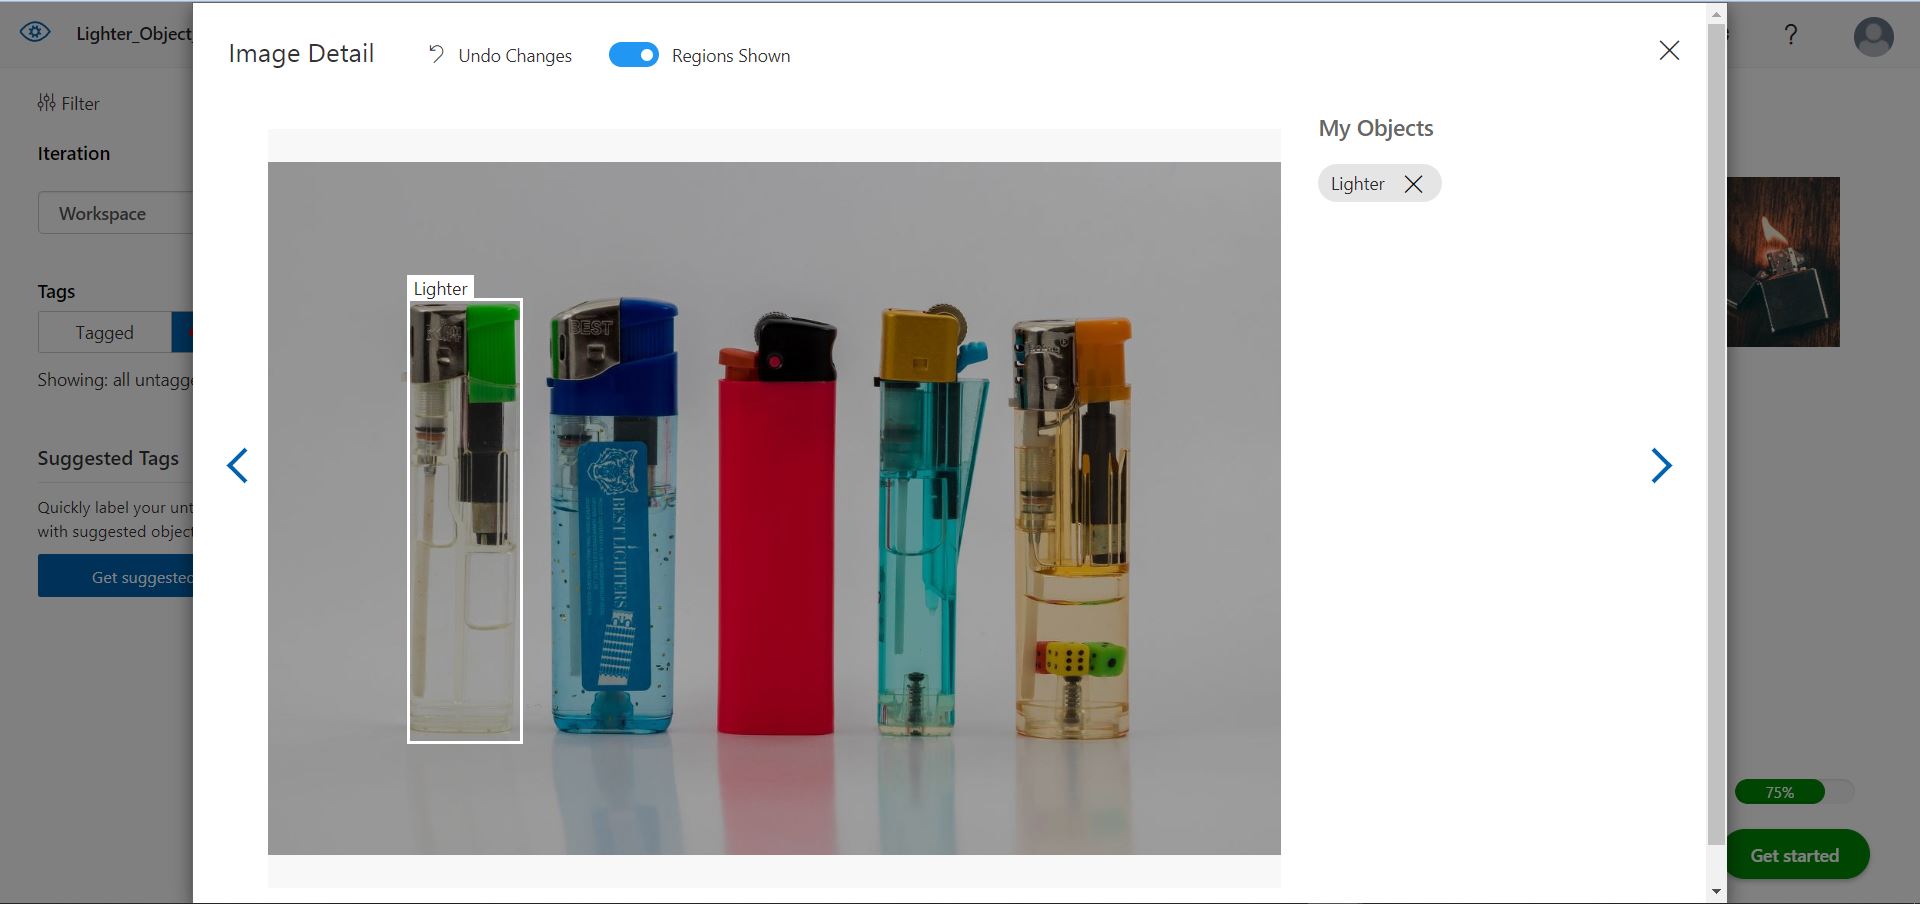 Lighter_Object
Image Detail
Undo Changes
Regions Shown
?
Filter
Iteration
Workspace
Tags
Tagged
Showing: all untagge
Suggested Tags
Quickly label your unt
with suggested object
Get suggested
My Objects
Lighter
Lighter
BEST
BEST LIGHTERS
75%
Get started